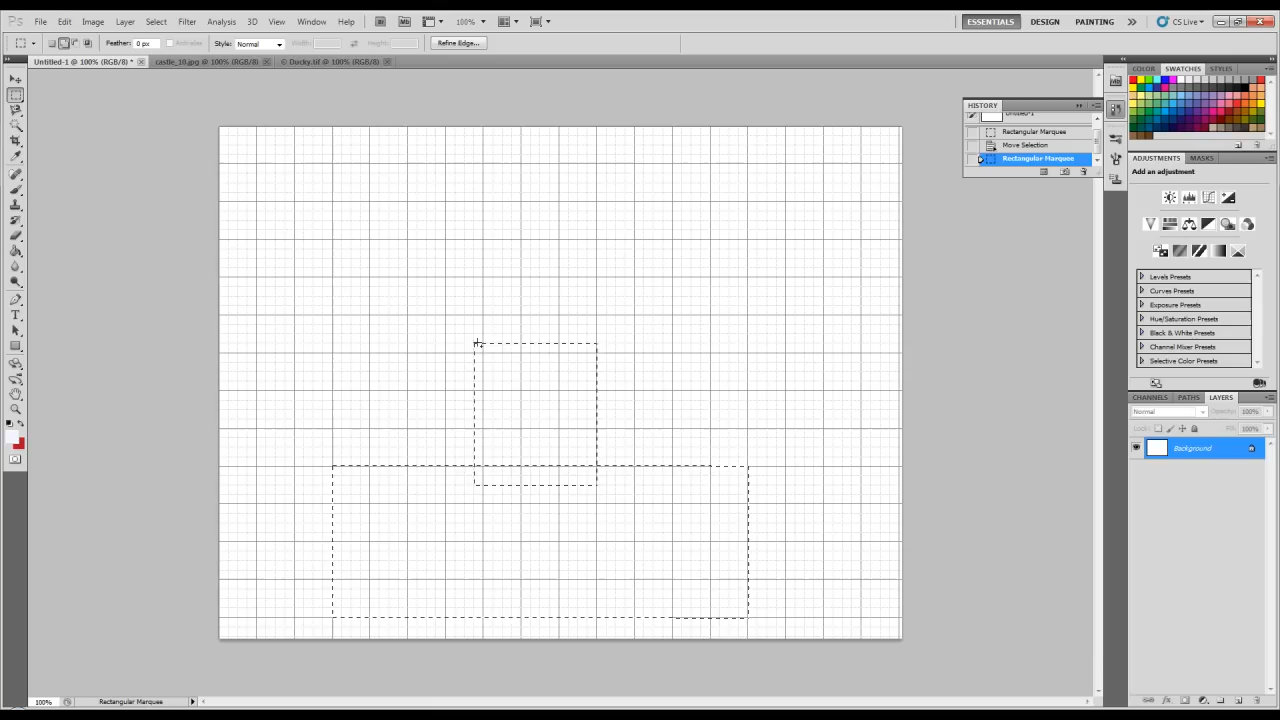 Ps File Edit Image Layer Select Filter Analysis 3D View Window Help Br Mb 100% ESSENTIALS DESIGN PAINTING CS Live
Feather: 0 px Anti-alias Style: Normal Width: Height: Refine Edge...
Untitled-1 @ 100% (RGB/8) * castle_18.jpg @ 100% (RGB/8) © Ducky.tif @ 100% (RGB/8)
COLOR SWATCHES STYLES
HISTORY
Untitled-1
Rectangular Marquee
Move Selection
Rectangular Marquee
ADJUSTMENTS MASKS
Add an adjustment
Levels Presets
Curves Presets
Exposure Presets
Hue/Saturation Presets
Black & White Presets
Channel Mixer Presets
Selective Color Presets
CHANNELS PATHS LAYERS
Normal Opacity: 100%
Lock: Fill: 100%
Background
100% Rectangular Marquee